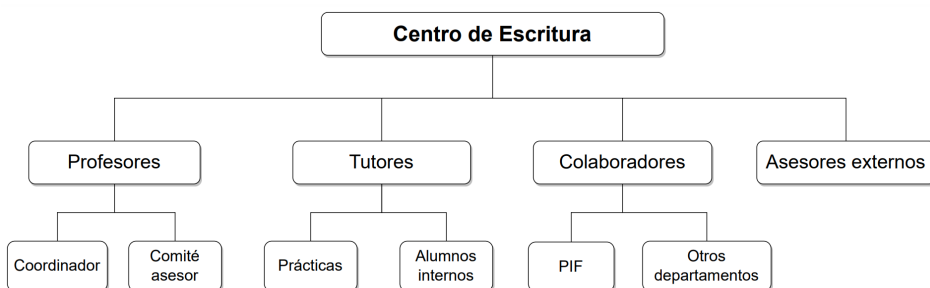 Centro de Escritura
Profesores
Tutores
Colaboradores
Asesores externos
Coordinador
Comité
asesor
Prácticas
Alumnos
internos
PIF
Otros
departamentos